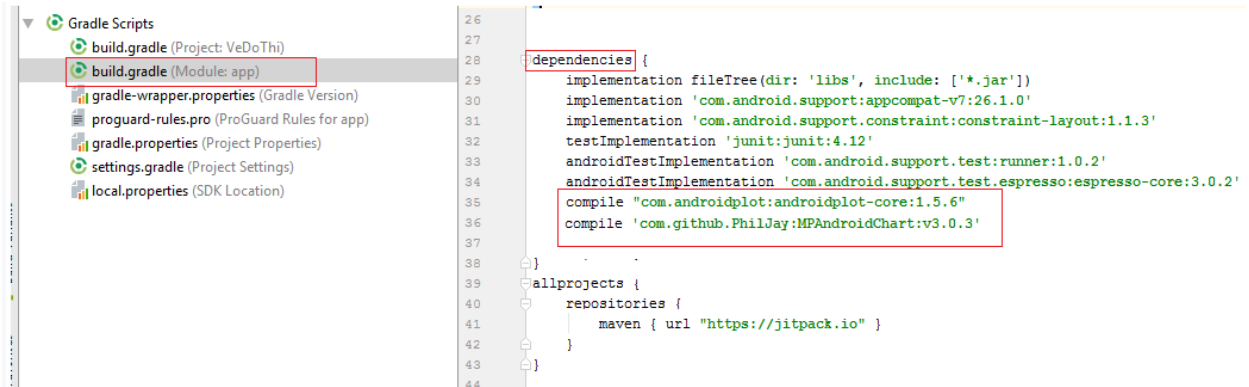 Gradle Scripts
build.gradle (Project: VeDoThi)
build.gradle (Module: app)
gradle-wrapper.properties (Gradle Version)
proguard-rules.pro (ProGuard Rules for app)
gradle.properties (Project Properties)
settings.gradle (Project Settings)
local.properties (SDK Location)
26
27
28 dependencies {
29 implementation fileTree(dir: 'libs', include: ['*.jar'])
30 implementation 'com.android.support:appcompat-v7:26.1.0'
31 implementation 'com.android.support.constraint:constraint-layout:1.1.3'
32 testImplementation 'junit:junit:4.12'
33 androidTestImplementation 'com.android.support.test:runner:1.0.2'
34 androidTestImplementation 'com.android.support.test.espresso:espresso-core:3.0.2'
35 compile "com.androidplot:androidplot-core:1.5.6"
36 compile 'com.github.PhilJay:MPAndroidChart:v3.0.3'
37
38 }
39 allprojects {
40 repositories {
41 maven { url "https://jitpack.io" }
42 }
43 }
44